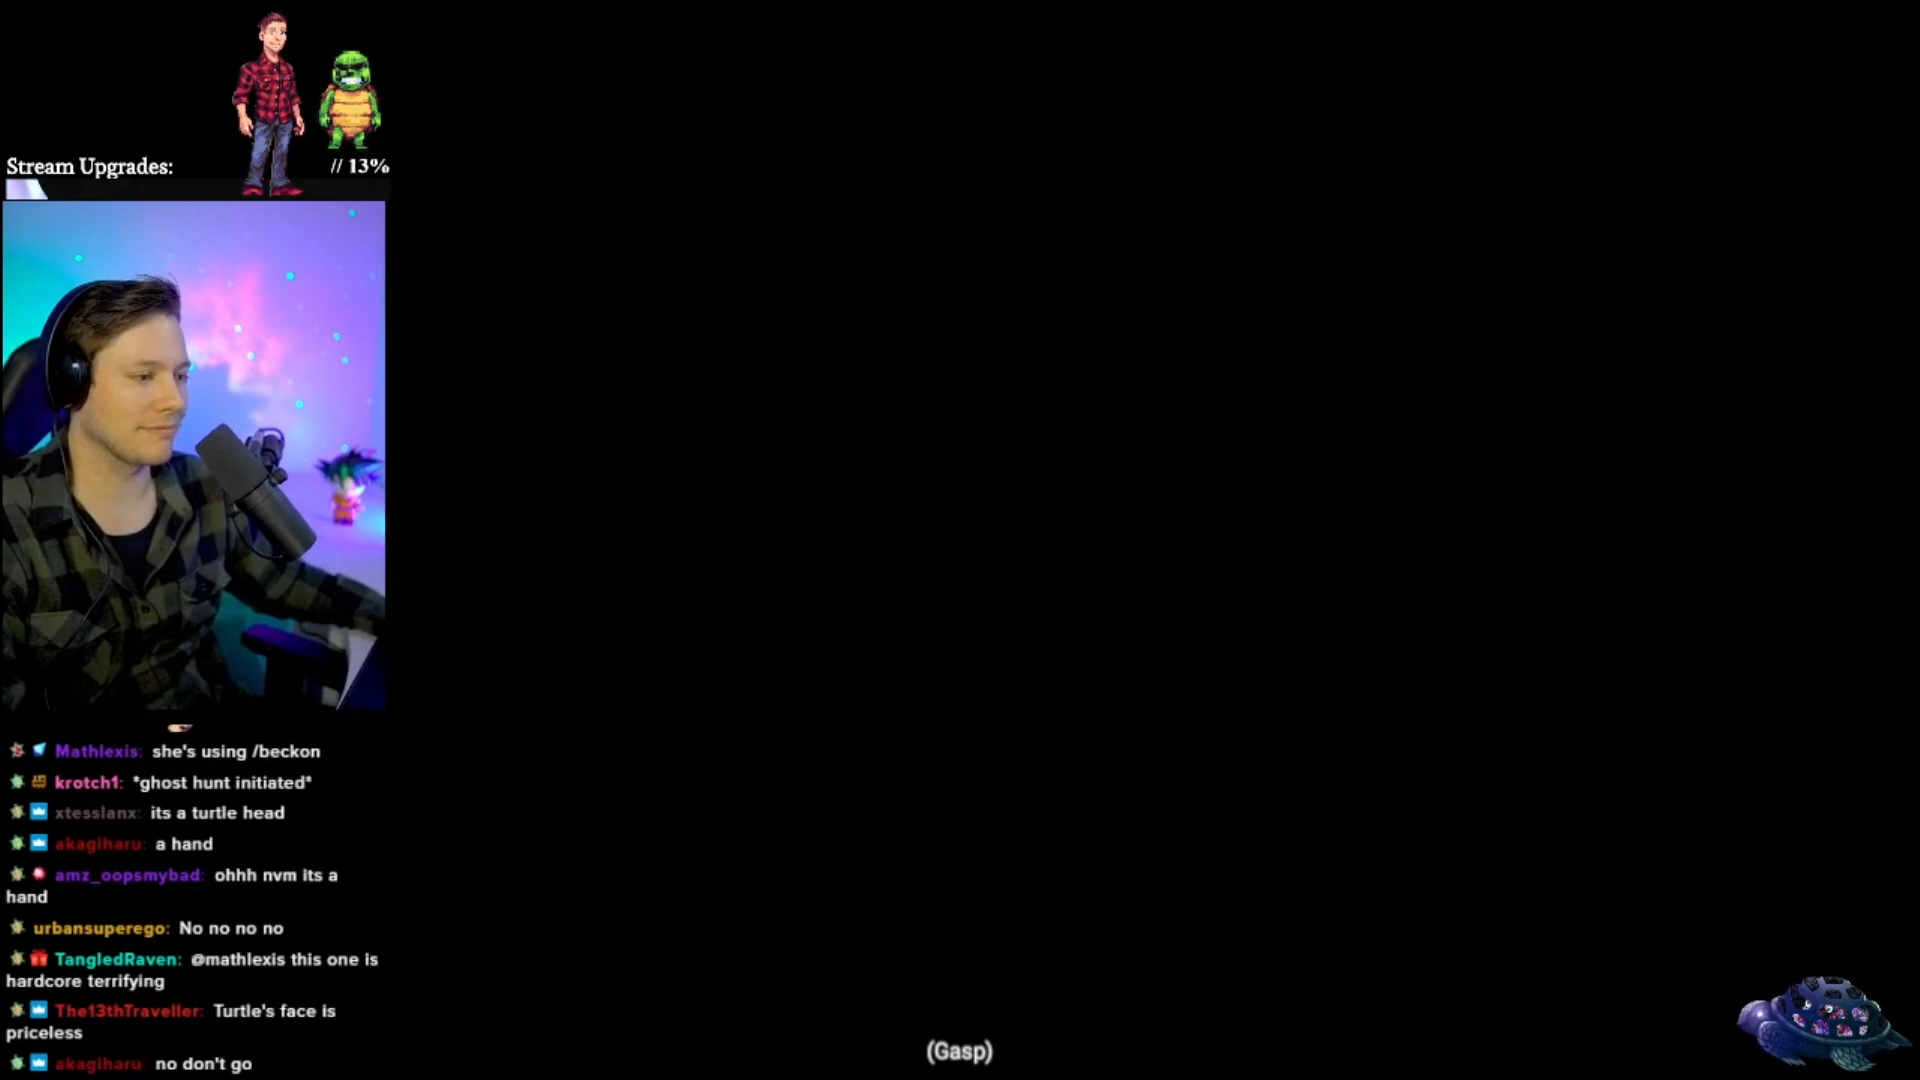 Stream Upgrades: // 13%
Mathlexis: she's using /beckon
krotch1: *ghost hunt initiated*
xtesslanx: its a turtle head
akagiharu: a hand
amz_oopsmybad: ohhh nvm its a
hand
urbansuperego: No no no no
TangledRaven: @mathlexis this one is
hardcore terrifying
The13thTraveller: Turtle's face is
priceless
akagiharu: no don't go
(Gasp)